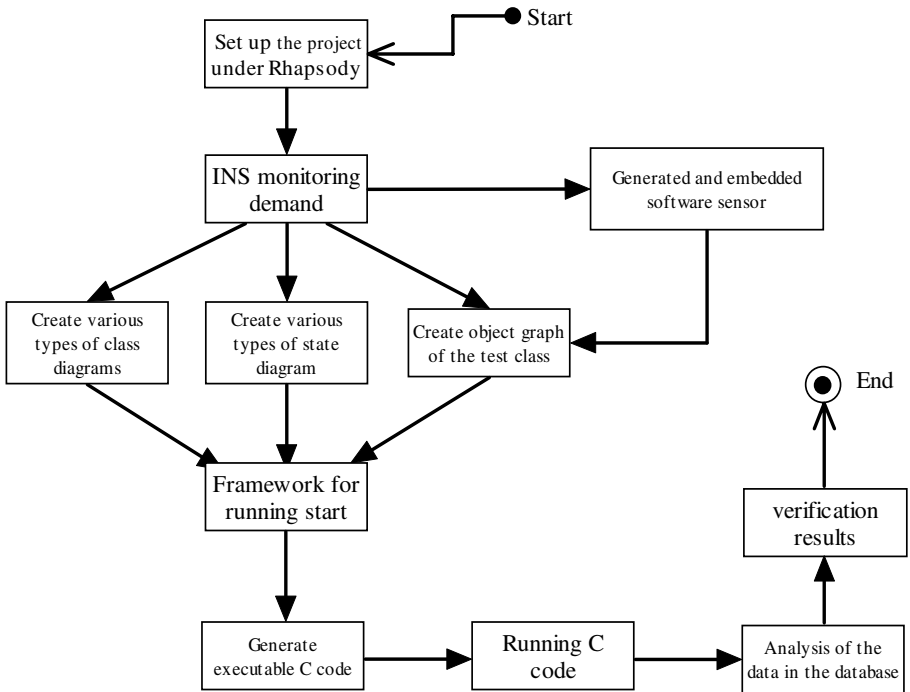 Start
Set up the project
under Rhapsody
INS monitoring
demand
Generated and embedded
software sensor
Create various
types of class
diagrams
Create various
types of state
diagram
Create object graph
of the test class
End
Framework for
running start
verification
results
Generate
executable C code
Running C
code
Analysis of the
data in the database